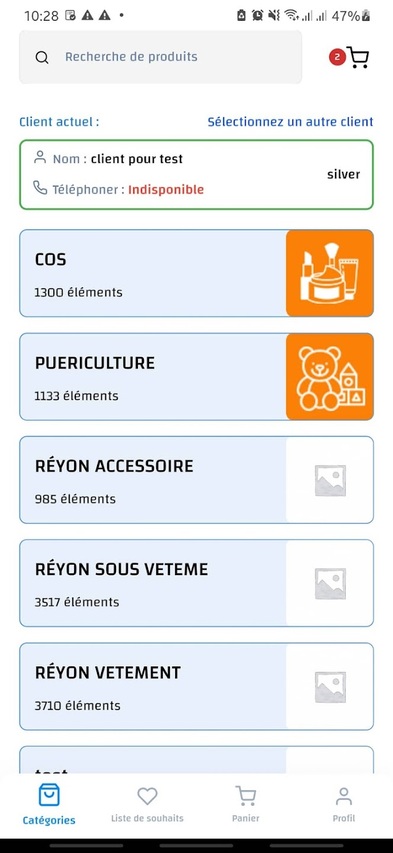 10:28 47%
Recherche de produits
2
Client actuel : Sélectionnez un autre client
Nom : client pour test
silver
Téléphoner : Indisponible
COS
1300 éléments
PUERICULTURE
1133 éléments
RÉYON ACCESSOIRE
985 éléments
RÉYON SOUS VETEME
3517 éléments
RÉYON VETEMENT
3710 éléments
test
Catégories Liste de souhaits Panier Profil